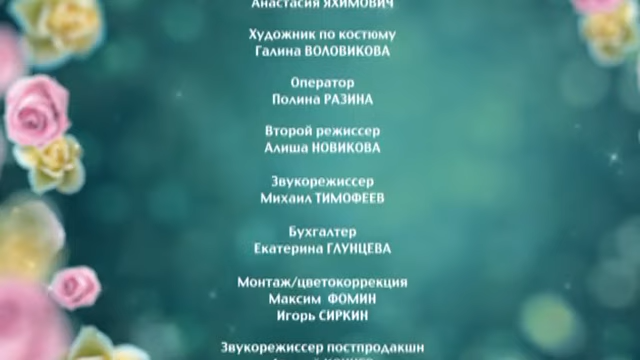 Анастасия ЯХИМОВИЧ
Художник по костюму
Галина ВОЛОВИКОВА
Оператор
Полина РАЗИНА
Второй режиссер
Алиша НОВИКОВА
Звукорежиссер
Михаил ТИМОФЕЕВ
Бухгалтер
Екатерина ГЛУНЦЕВА
Монтаж/цветокоррекция
Максим ФОМИН
Игорь СИРКИН
Звукорежиссер постпродакшн